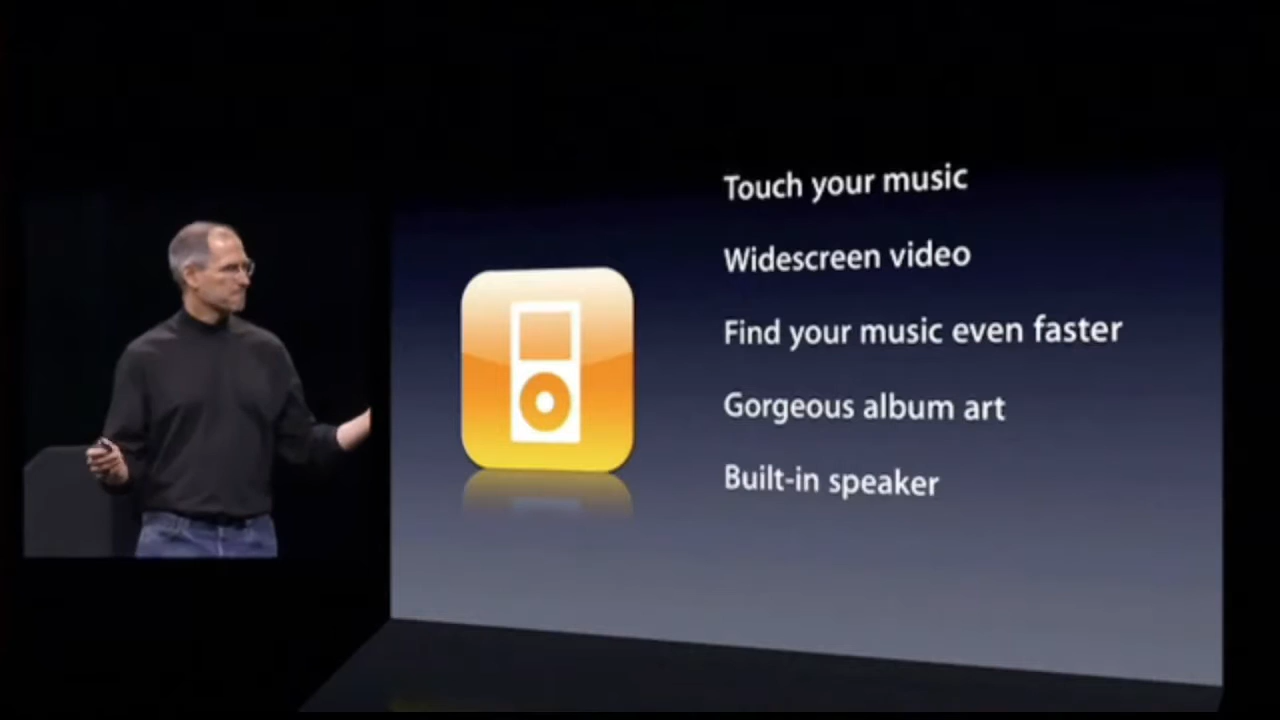 Touch your music
Widescreen video
Find your music even faster
Gorgeous album art
Built-in speaker